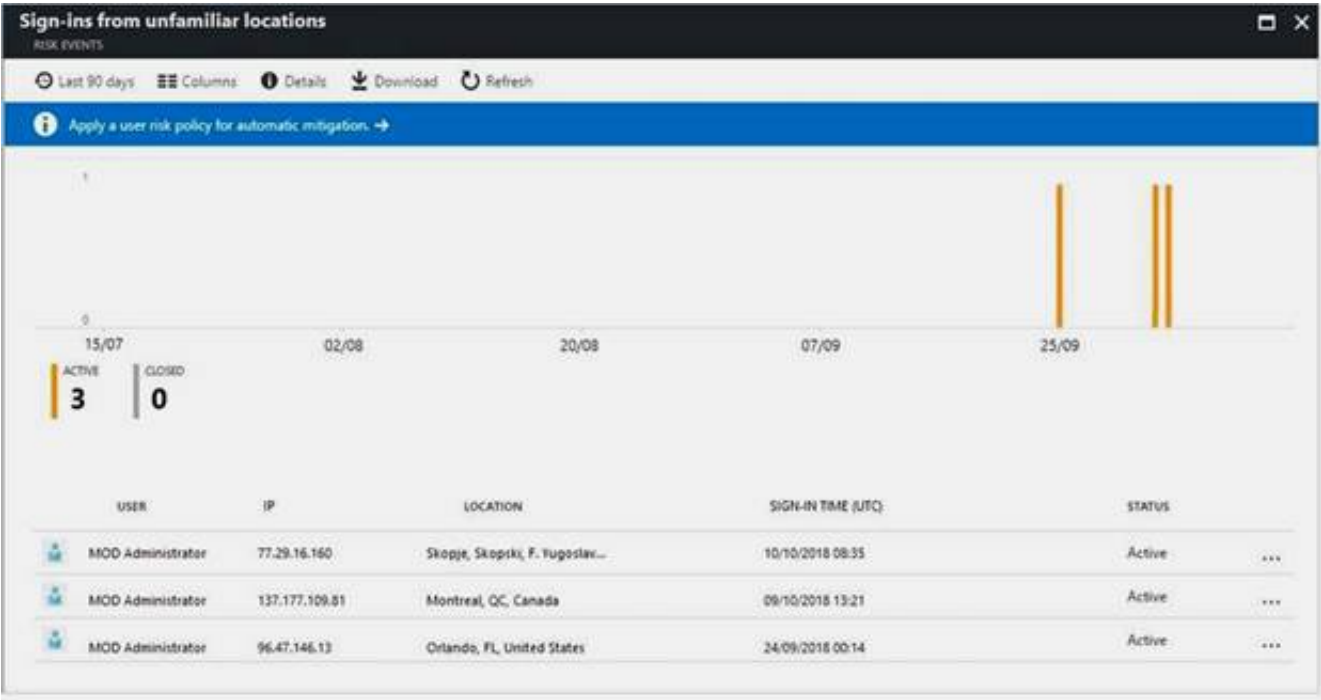 Sign-ins from unfamiliar locations
RISK EVENTS
Last 90 days Columns Details Download Refresh
Apply a user risk policy for automatic mitigation. →
1
0
15/07 02/08 20/08 07/09 25/09
ACTIVE CLOSED
3 0
USER IP LOCATION SIGN-IN TIME (UTC) STATUS
MOD Administrator 77.29.16.160 Skopje, Skopski, F. Yugoslav... 10/10/2018 08:35 Active ...
MOD Administrator 137.177.109.81 Montreal, QC, Canada 09/10/2018 13:21 Active ...
MOD Administrator 96.47.146.13 Orlando, FL, United States 24/09/2018 00:14 Active ...